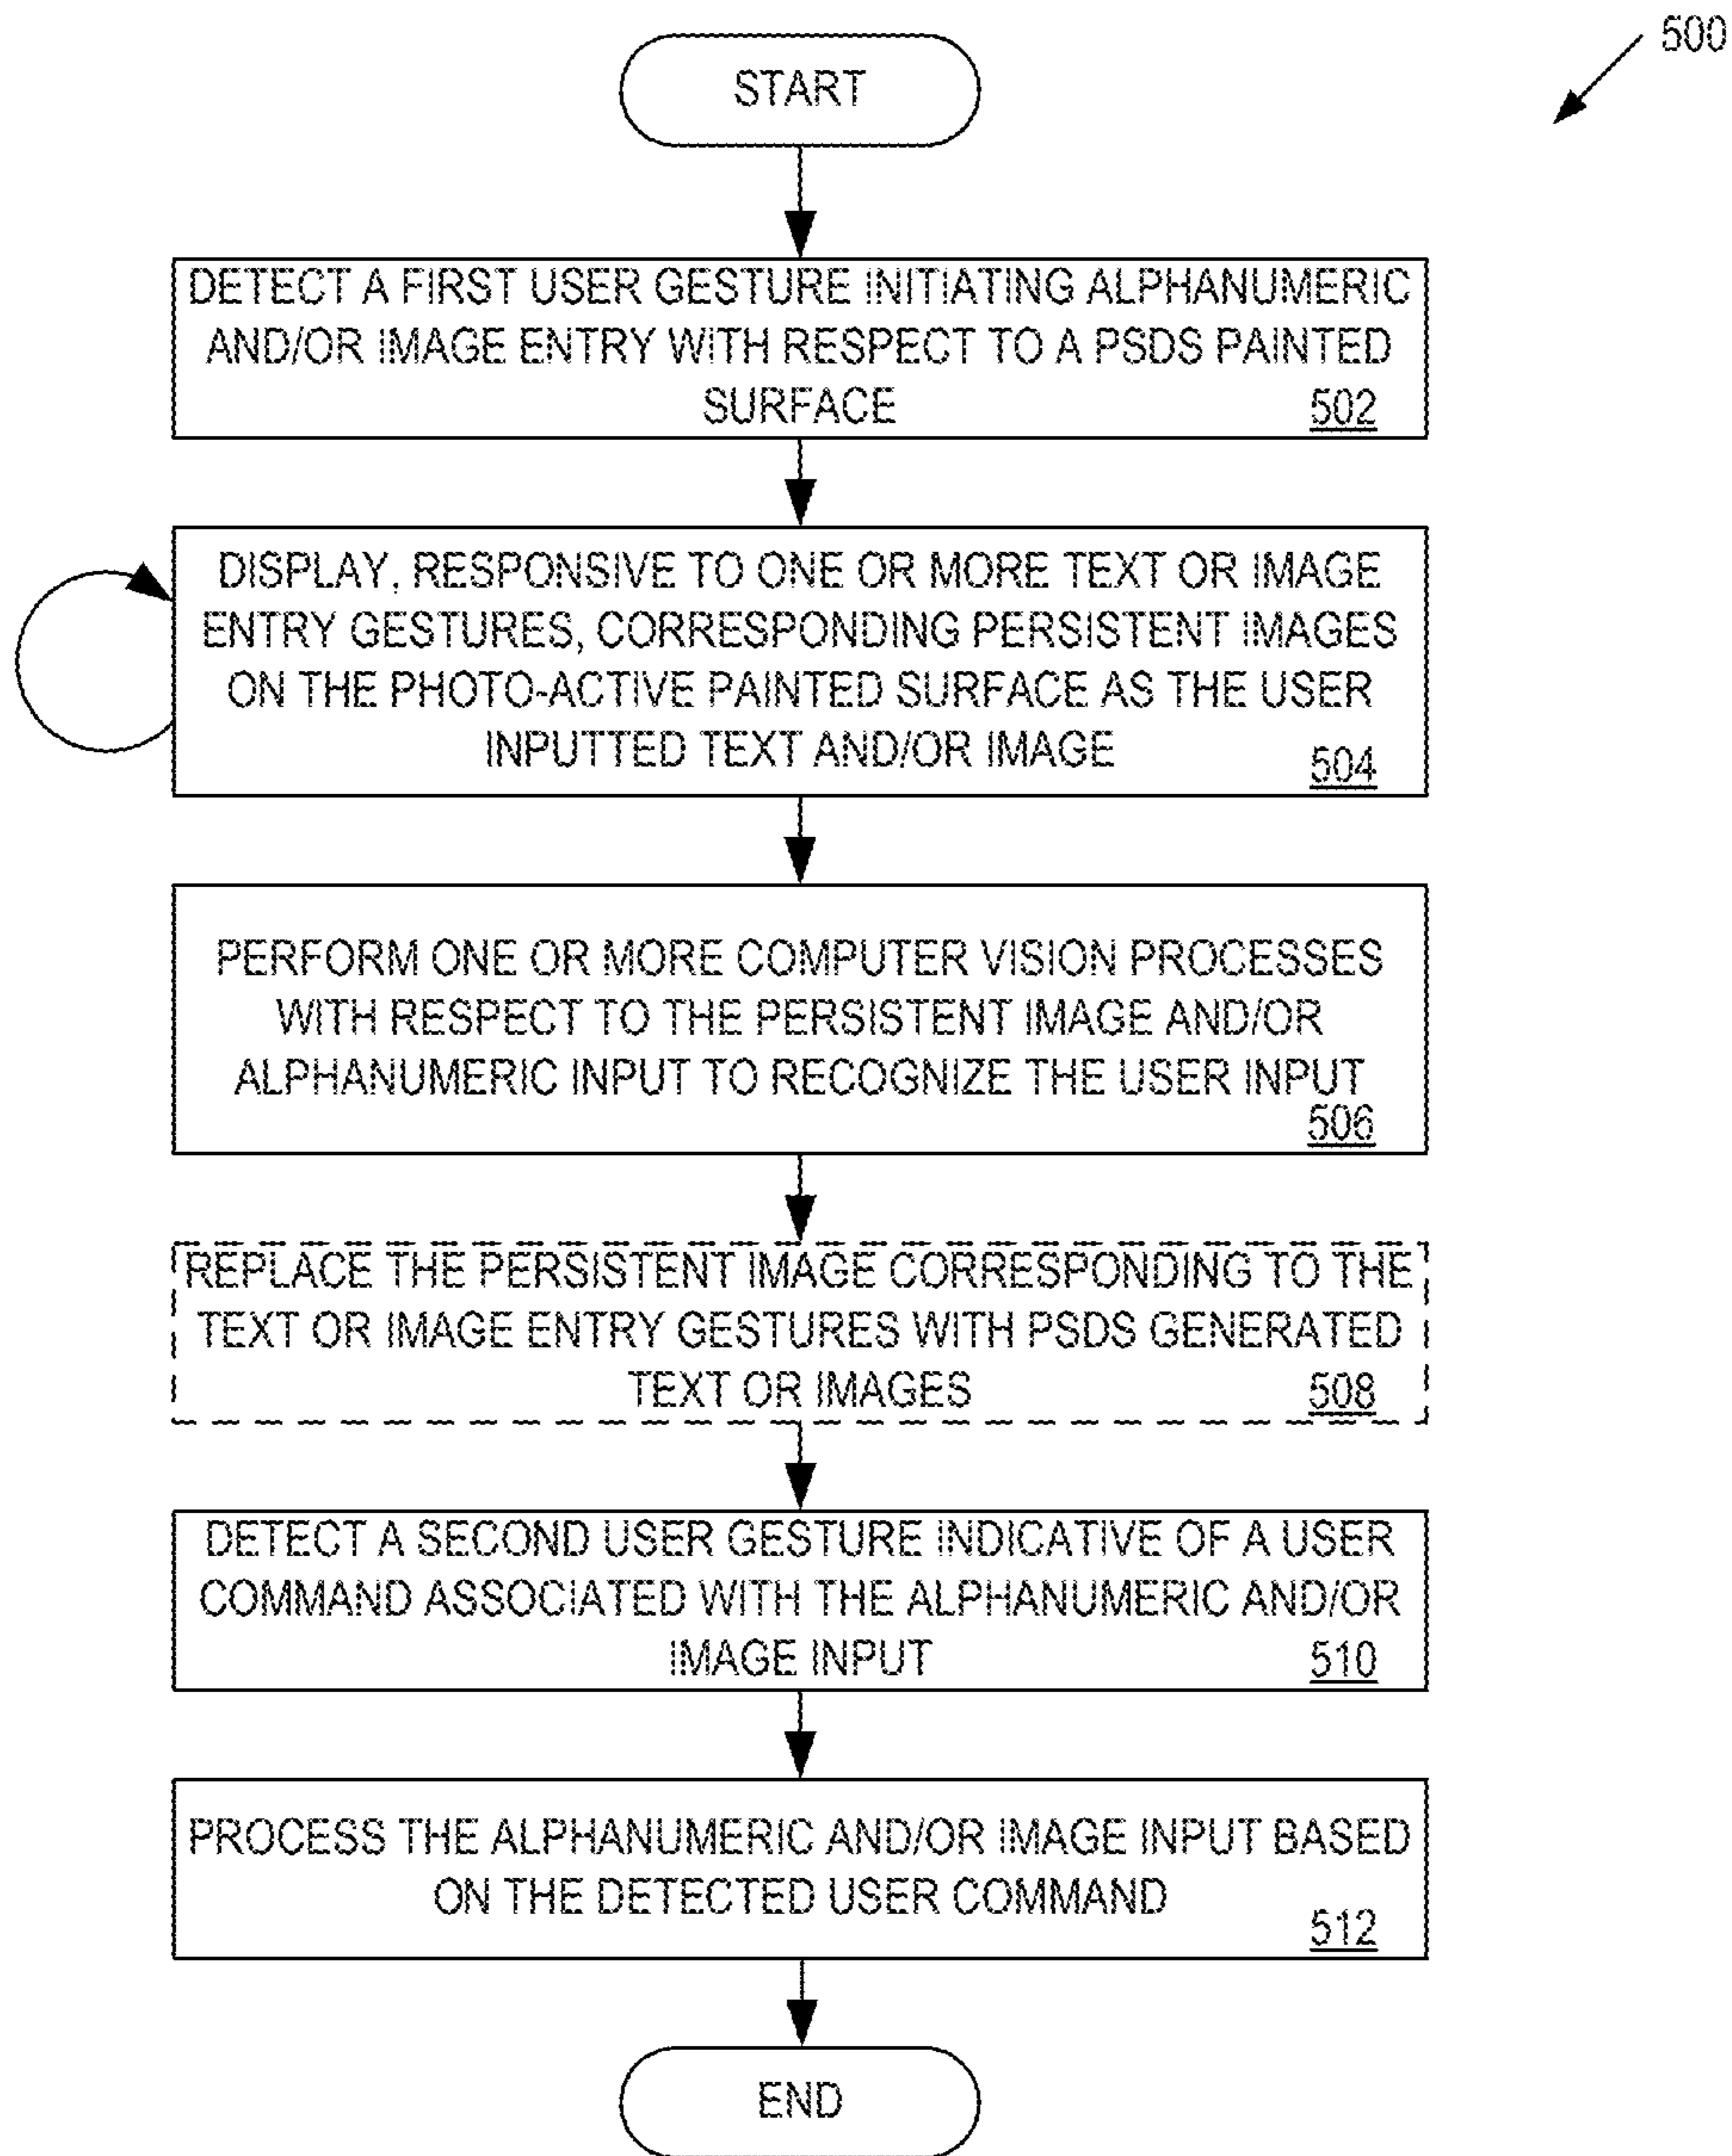 500
START
DETECT A FIRST USER GESTURE INITIATING ALPHANUMERIC
AND/OR IMAGE ENTRY WITH RESPECT TO A PSDS PAINTED
SURFACE
502
DISPLAY, RESPONSIVE TO ONE OR MORE TEXT OR IMAGE
ENTRY GESTURES, CORRESPONDING PERSISTENT IMAGES
ON THE PHOTO-ACTIVE PAINTED SURFACE AS THE USER
INPUTTED TEXT AND/OR IMAGE
504
PERFORM ONE OR MORE COMPUTER VISION PROCESSES
WITH RESPECT TO THE PERSISTENT IMAGE AND/OR
ALPHANUMERIC INPUT TO RECOGNIZE THE USER INPUT
506
REPLACE THE PERSISTENT IMAGE CORRESPONDING TO THE
TEXT OR IMAGE ENTRY GESTURES WITH PSDS GENERATED
TEXT OR IMAGES
508
DETECT A SECOND USER GESTURE INDICATIVE OF A USER
COMMAND ASSOCIATED WITH THE ALPHANUMERIC AND/OR
IMAGE INPUT
510
PROCESS THE ALPHANUMERIC AND/OR IMAGE INPUT BASED
ON THE DETECTED USER COMMAND
512
END